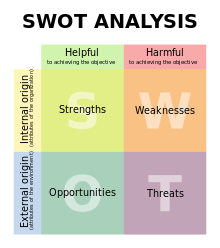 SWOT ANALYSIS
Helpful
to achieving the objective
Harmful
to achieving the objective
Internal origin
(attributes of the organization)
S
Strengths
W
Weaknesses
External origin
(attributes of the environment)
O
Opportunities
T
Threats